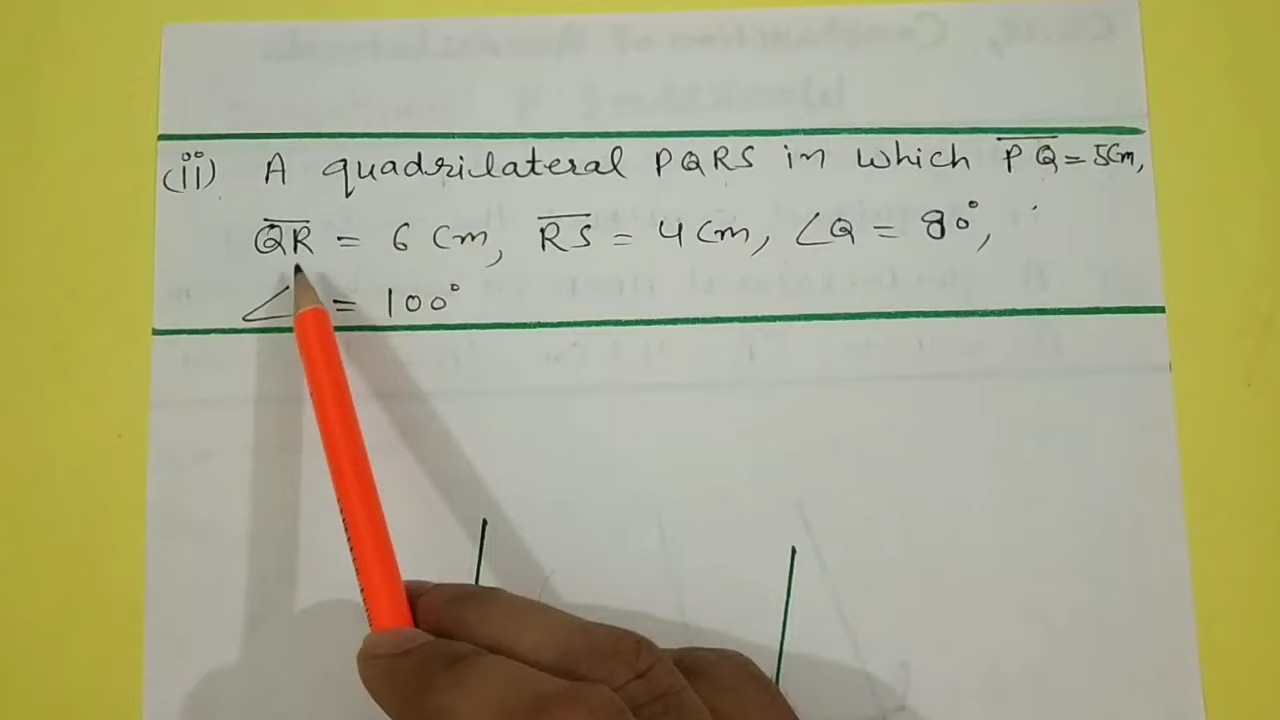 (ii) A quadrilateral PQRS in which PQ = 5cm,
QR = 6 cm, RS = 4 cm, ∠Q = 80°,
∠ = 100°